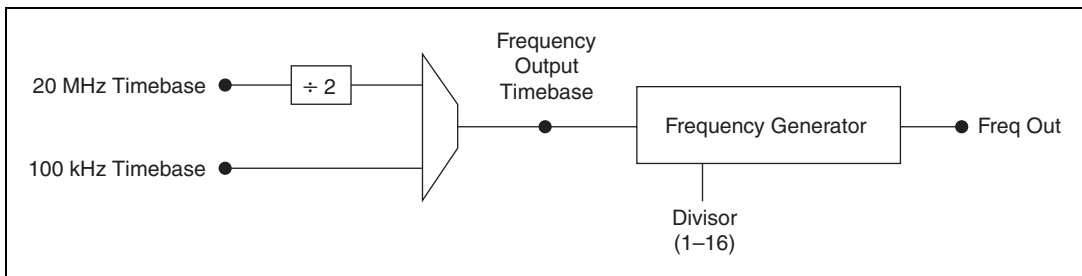 20 MHz Timebase
÷ 2
100 kHz Timebase
Frequency
Output
Timebase
Frequency Generator
Divisor
(1–16)
Freq Out